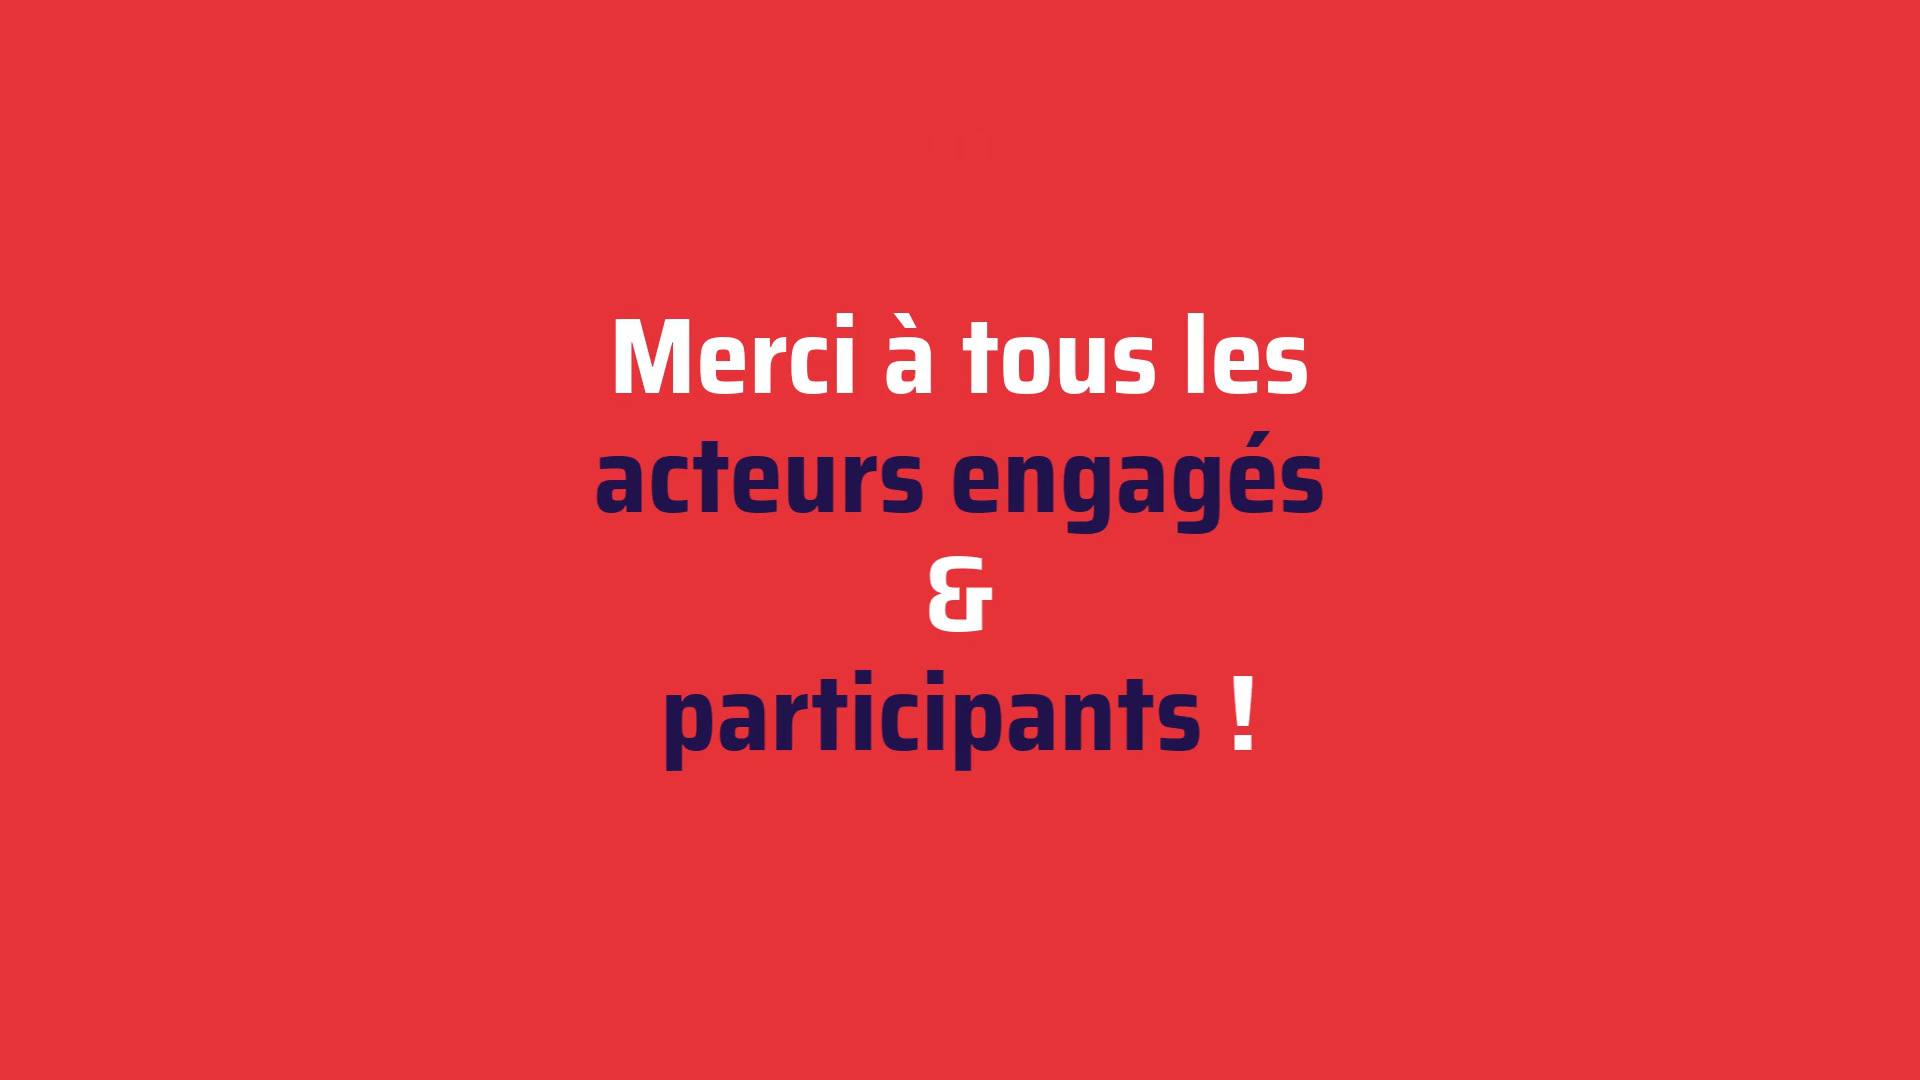 ”
Merci à tous les
acteurs engagés
&
participants !